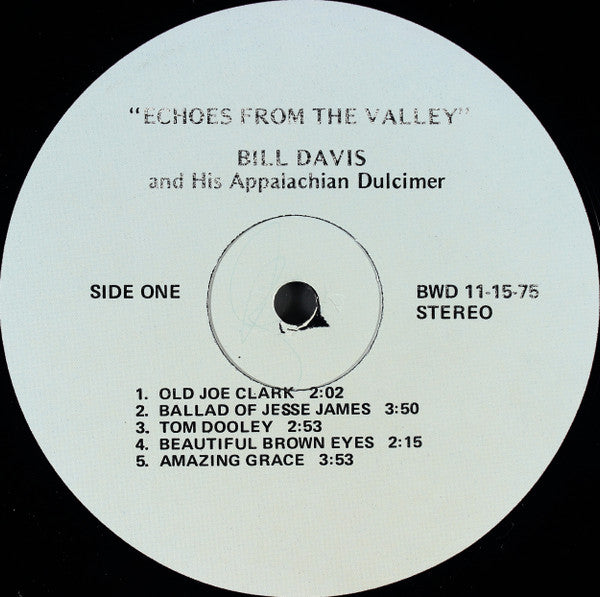 "ECHOES FROM THE VALLEY"
BILL DAVIS
and His Appalachian Dulcimer
SIDE ONE
BWD 11-15-75
STEREO
1. OLD JOE CLARK 2:02
2. BALLAD OF JESSE JAMES 3:50
3. TOM DOOLEY 2:53
4. BEAUTIFUL BROWN EYES 2:15
5. AMAZING GRACE 3:53